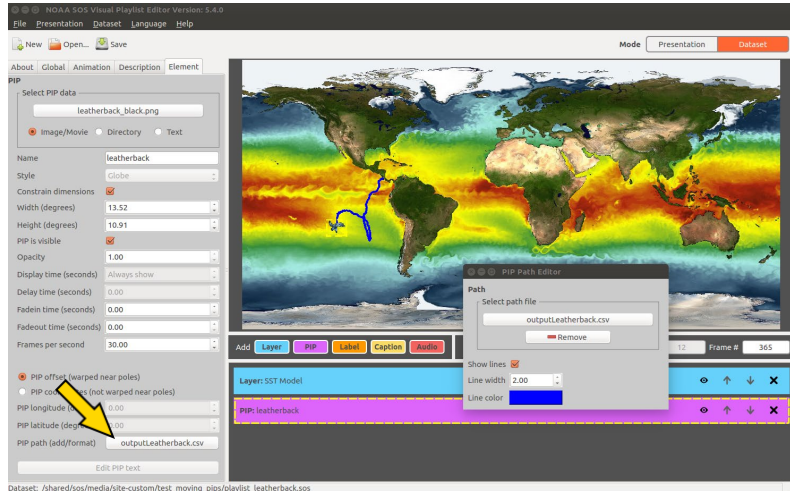 NOAA SOS Visual Playlist Editor Version: 5.4.0
File Presentation Dataset Language Help
New Open... Save Mode Presentation Dataset
About Global Animation Description Element
PIP
Select PIP data
leatherback_black.png
Image/Movie Directory Text
Name leatherback
Style Globe
Constrain dimensions
Width (degrees) 13.52
Height (degrees) 10.91
PIP is visible
Opacity 1.00
Display time (seconds) Always show
Delay time (seconds) 0.00
Fadein time (seconds) 0.00
Fadeout time (seconds) 0.00
Frames per second 30.00
PIP offset (warped near poles)
PIP (not warped near poles)
PIP longitude 0.00
PIP latitude 0.00
PIP path (add/format) outputLeatherback.csv
Edit PIP text
PIP Path Editor
Path
Select path file
outputLeatherback.csv
Remove
Show lines
Line width 2.00
Line color
Add Layer PIP Label Caption Audio 12 Frame # 365
Layer: SST Model
PIP: leatherback
Dataset: /shared/sos/media/site-custom/test_moving_pips/playlist_leatherback.sos